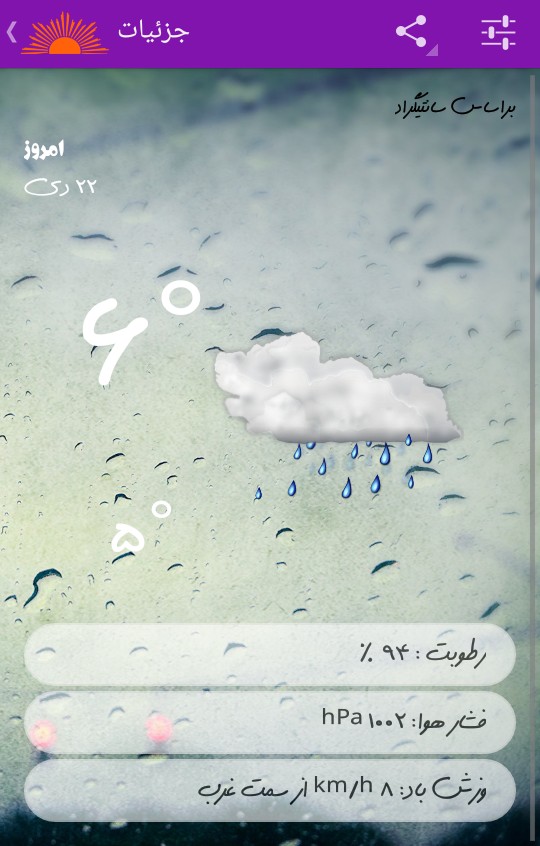 جزئیات
براساس سانتیگراد
امروز
۲۲ دی
۶°
۵°
رطوبت : ۹۴ ٪
فشار هوا: ۱۰۰۲ hPa
وزش باد: ۸ km/h از سمت غرب